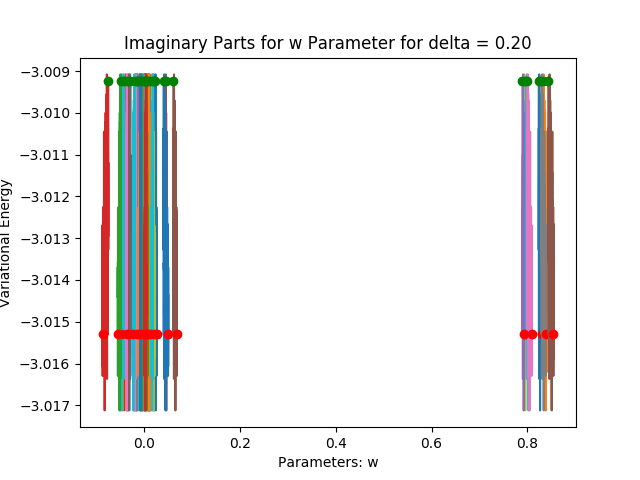 Imaginary Parts for w Parameter for delta = 0.20
−3.009
−3.010
−3.011
−3.012
−3.013
−3.014
−3.015
−3.016
−3.017
Variational Energy
0.0 0.2 0.4 0.6 0.8
Parameters: w